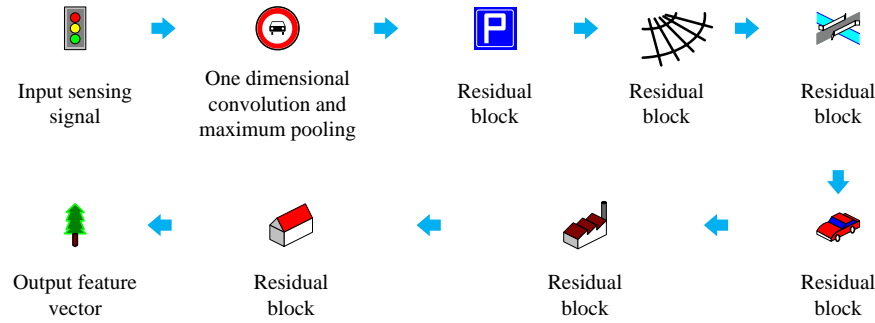 P
Input sensing
signal
One dimensional
convolution and
maximum pooling
Residual
block
Residual
block
Residual
block
Output feature
vector
Residual
block
Residual
block
Residual
block